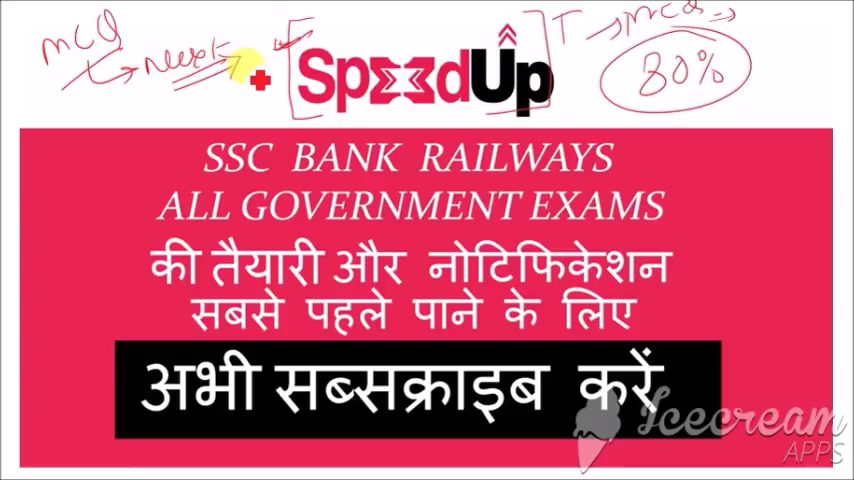 MCQ
SpeedUp
T → MCQ →
80%
SSC BANK RAILWAYS
ALL GOVERNMENT EXAMS
की तैयारी और नोटिफिकेशन
सबसे पहले पाने के लिए
अभी सब्सक्राइब करें
Icecream
APPS